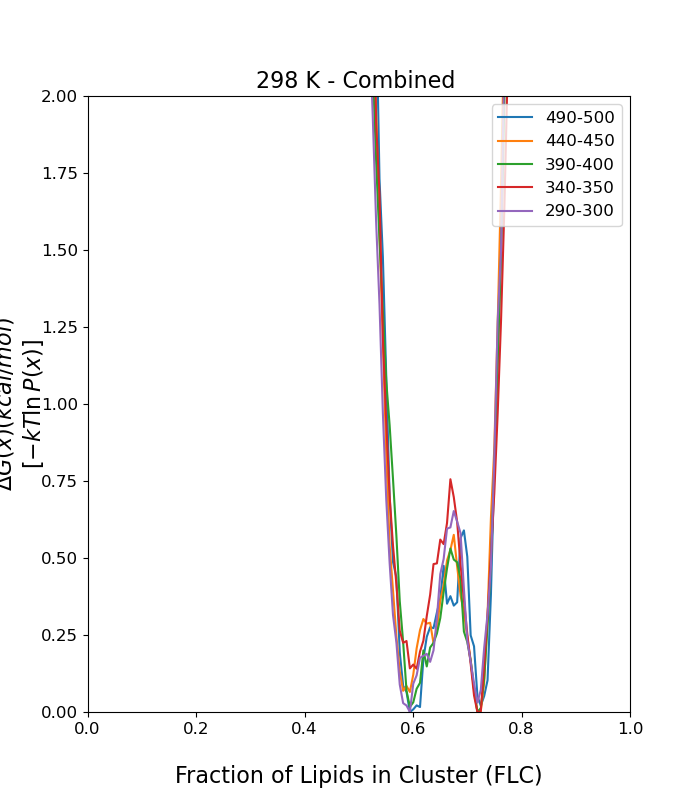 298 K - Combined
2.00
1.75
1.50
1.25
1.00
0.75
0.50
0.25
0.00
0.0 0.2 0.4 0.6 0.8 1.0
490-500
440-450
390-400
340-350
290-300
ΔG(x)(kcal/mol)
[−kT ln P(x)]
Fraction of Lipids in Cluster (FLC)